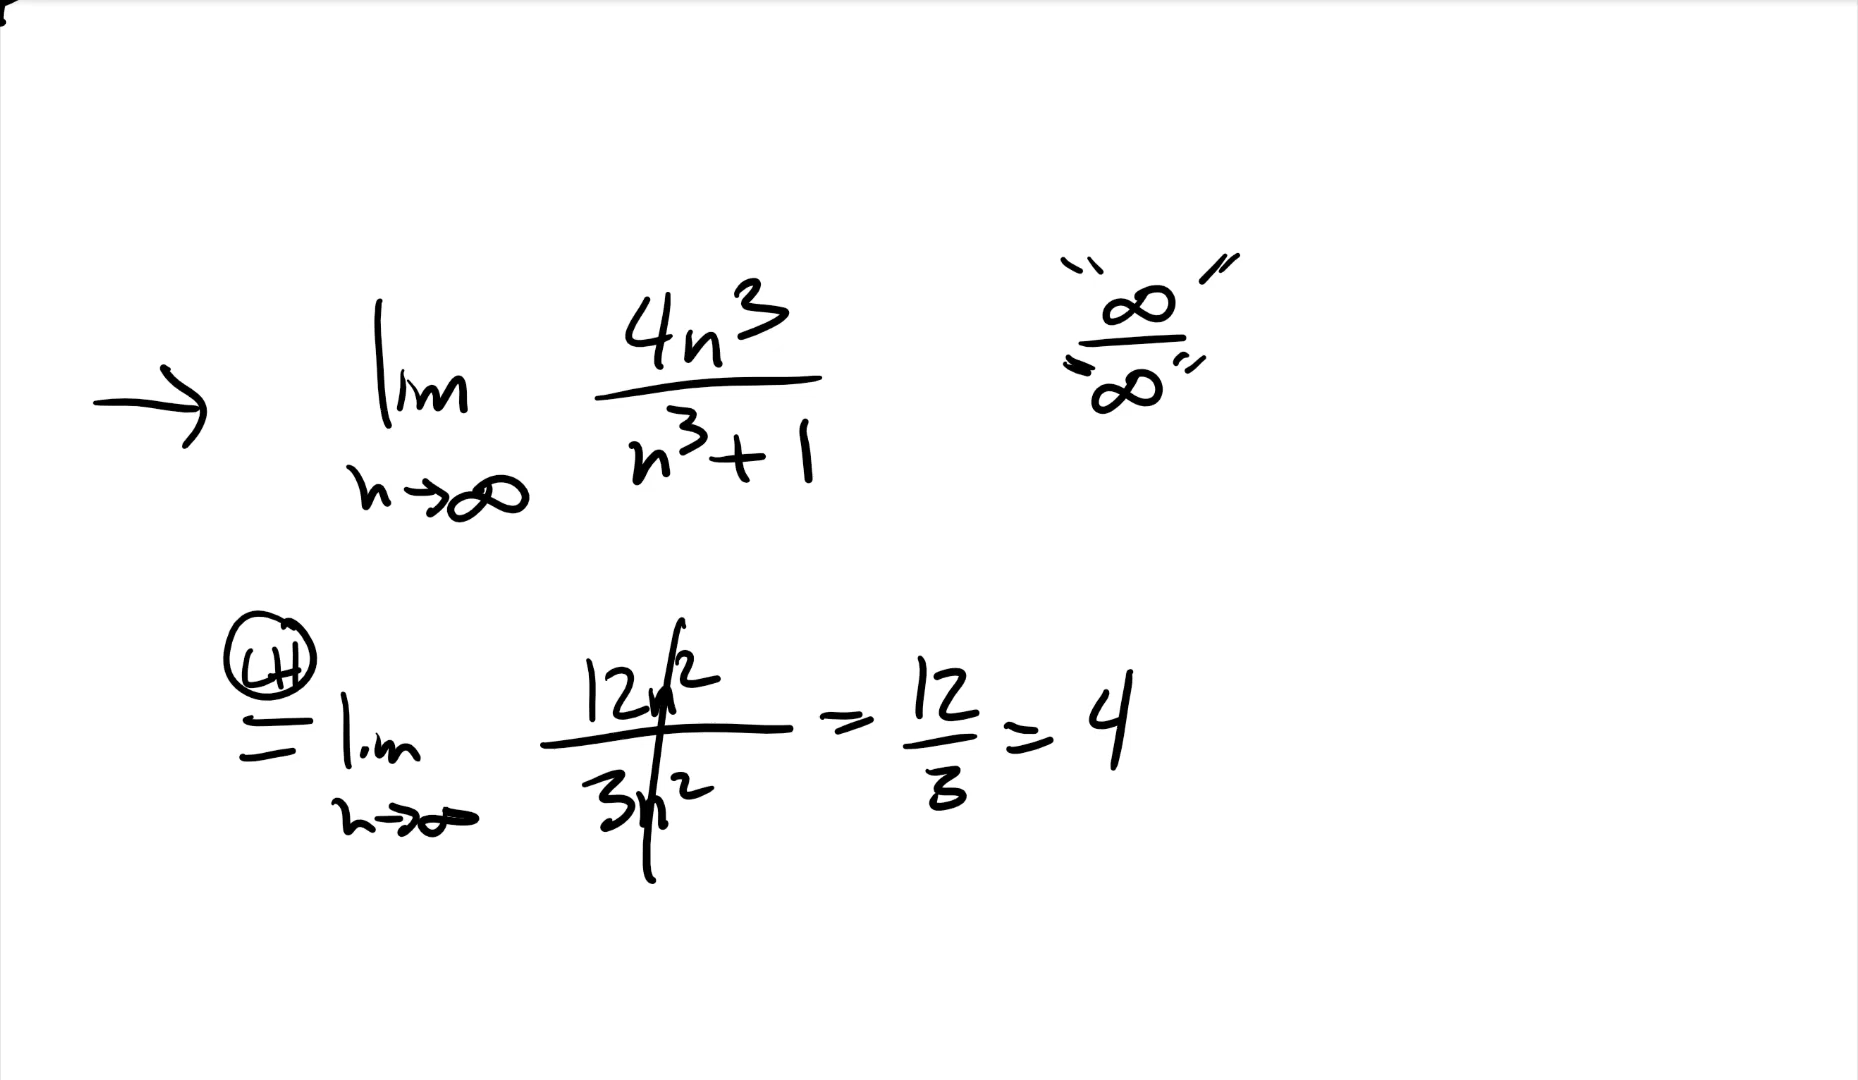 → lim n→∞ 4n³/(n³+1) "∞"/"∞"
(LH) = lim n→∞ 12n²/3n² = 12/3 = 4